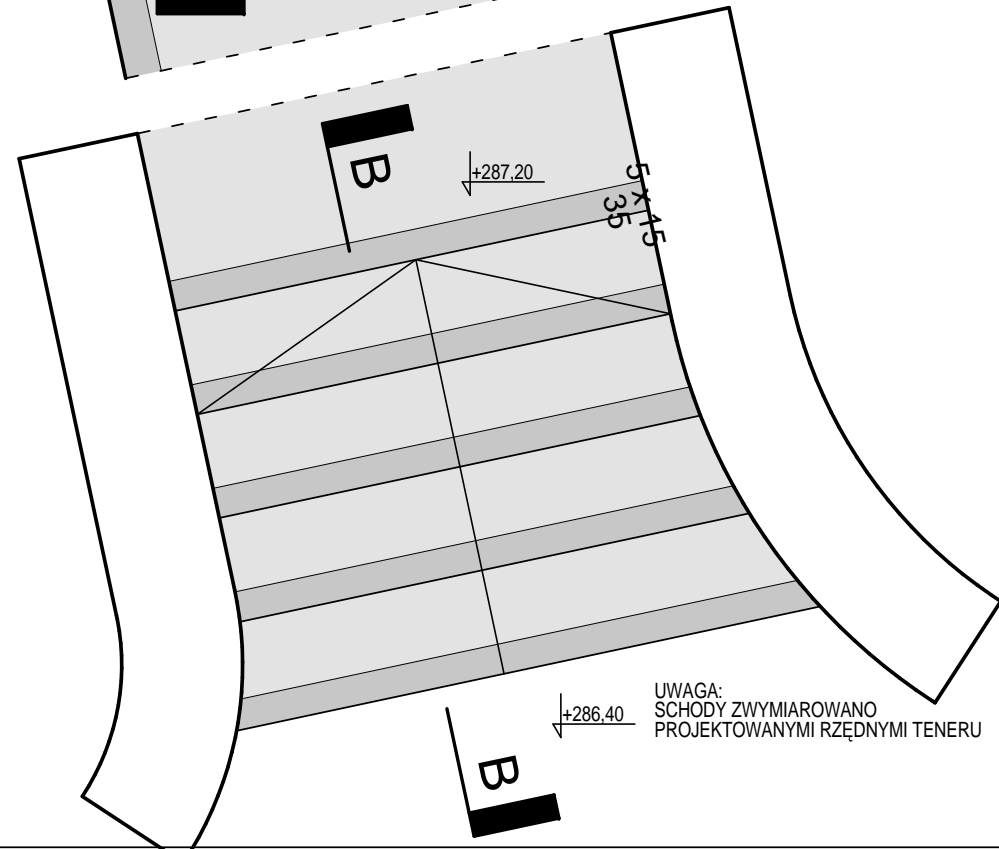 B
+287,20
5 x 15
35
+286,40
UWAGA:
SCHODY ZWYMIAROWANO
PROJEKTOWANYMI RZĘDNYMI TENERU
B